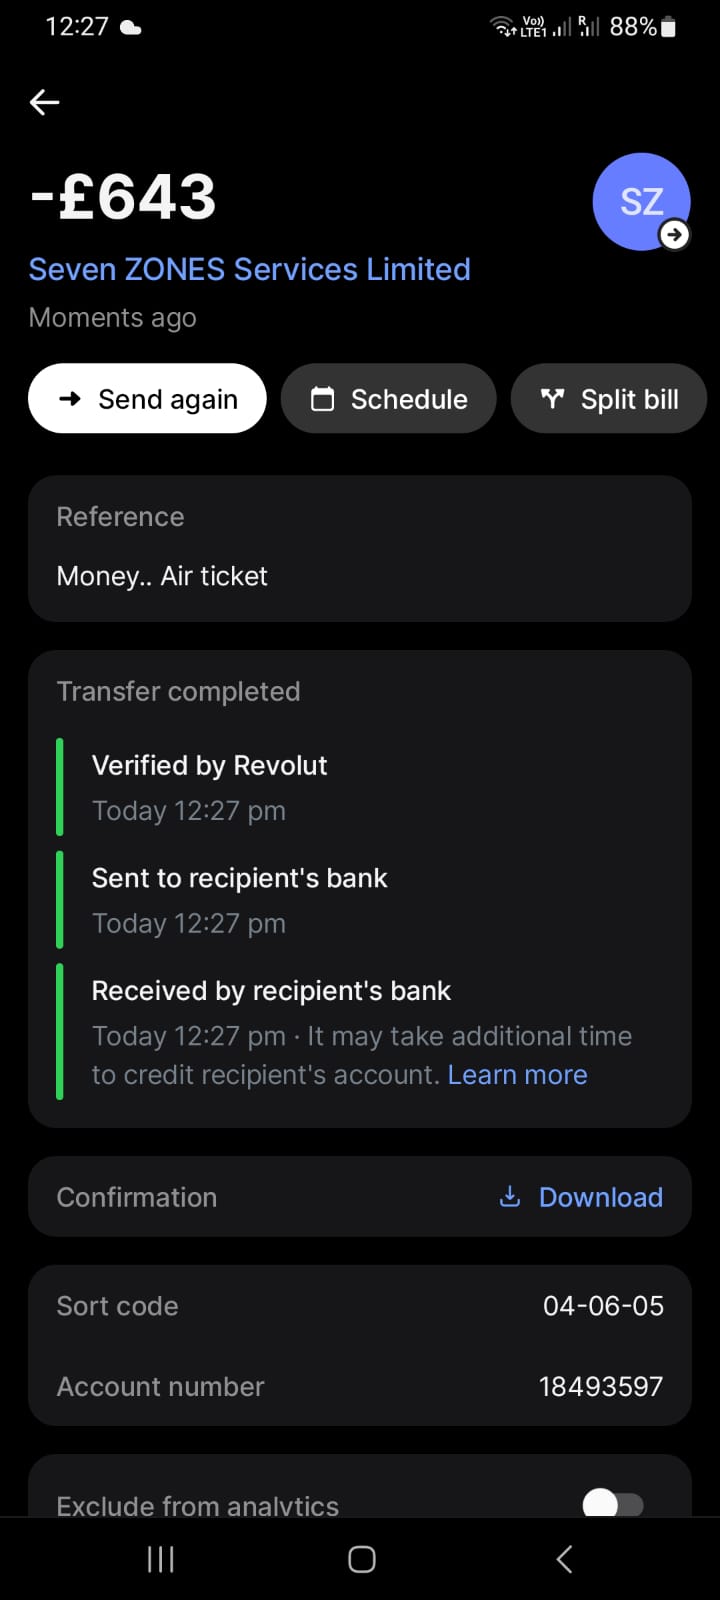 12:27
Vo)) LTE1 R 88%
-£643
SZ
Seven ZONES Services Limited
Moments ago
Send again Schedule Split bill
Reference
Money.. Air ticket
Transfer completed
Verified by Revolut
Today 12:27 pm
Sent to recipient's bank
Today 12:27 pm
Received by recipient's bank
Today 12:27 pm · It may take additional time
to credit recipient's account. Learn more
Confirmation Download
Sort code 04-06-05
Account number 18493597
Exclude from analytics